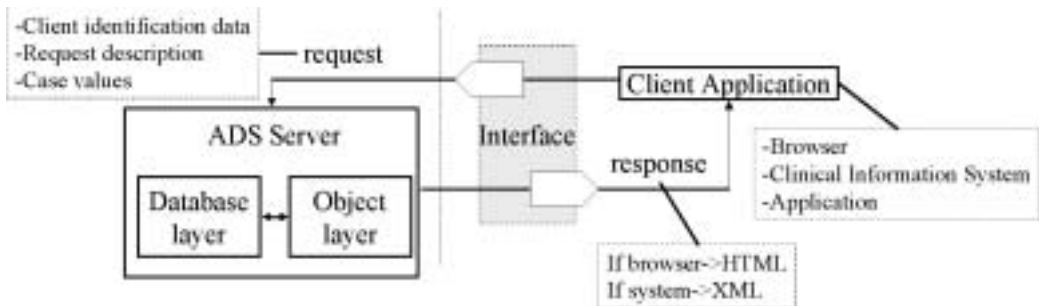 -Client identification data
-Request description
-Case values
request
Client Application
ADS Server
Interface
-Browser
-Clinical Information System
-Application
response
Database
layer
Object
layer
If browser->HTML
If system->XML